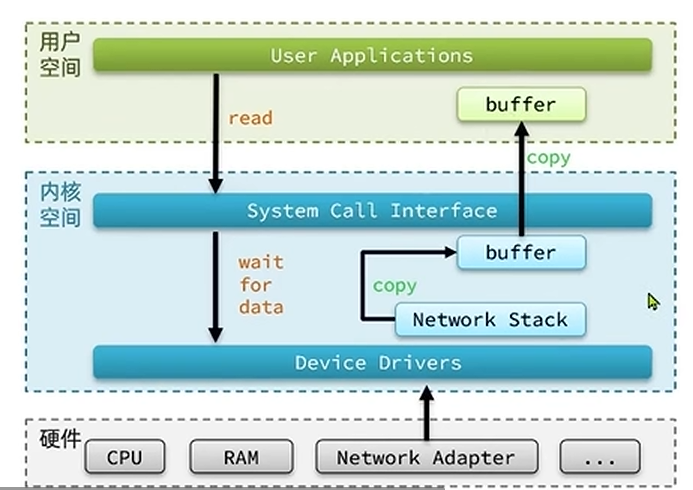 用户
空间
User Applications
read
buffer
copy
内核
空间
System Call Interface
wait
for
data
buffer
copy
Network Stack
Device Drivers
硬件
CPU
RAM
Network Adapter
...